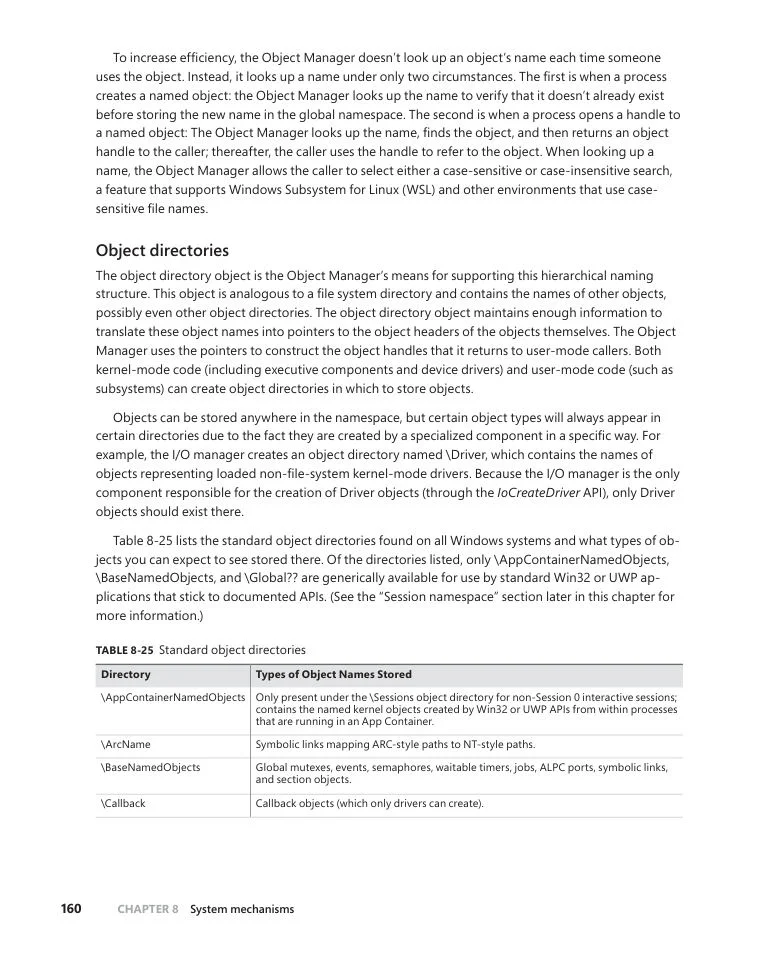 To increase efficiency, the Object Manager doesn't look up an object's name each time someone
uses the object. Instead, it looks up a name under only two circumstances. The first is when a process
creates a named object: the Object Manager looks up the name to verify that it doesn't already exist
before storing the new name in the global namespace. The second is when a process opens a handle to
a named object: The Object Manager looks up the name, finds the object, and then returns an object
handle to the caller; thereafter, the caller uses the handle to refer to the object. When looking up a
name, the Object Manager allows the caller to select either a case-sensitive or case-insensitive search,
a feature that supports Windows Subsystem for Linux (WSL) and other environments that use case-
sensitive file names.
Object directories
The object directory object is the Object Manager's means for supporting this hierarchical naming
structure. This object is analogous to a file system directory and contains the names of other objects,
possibly even other object directories. The object directory object maintains enough information to
translate these object names into pointers to the object headers of the objects themselves. The Object
Manager uses the pointers to construct the object handles that it returns to user-mode callers. Both
kernel-mode code (including executive components and device drivers) and user-mode code (such as
subsystems) can create object directories in which to store objects.
Objects can be stored anywhere in the namespace, but certain object types will always appear in
certain directories due to the fact they are created by a specialized component in a specific way. For
example, the I/O manager creates an object directory named \Driver, which contains the names of
objects representing loaded non-file-system kernel-mode drivers. Because the I/O manager is the only
component responsible for the creation of Driver objects (through the IoCreateDriver API), only Driver
objects should exist there.
Table 8-25 lists the standard object directories found on all Windows systems and what types of ob-
jects you can expect to see stored there. Of the directories listed, only \AppContainerNamedObjects,
\BaseNamedObjects, and \Global?? are generically available for use by standard Win32 or UWP ap-
plications that stick to documented APIs. (See the "Session namespace" section later in this chapter for
more information.)
TABLE 8-25 Standard object directories
Directory Types of Object Names Stored
\AppContainerNamedObjects Only present under the \Sessions object directory for non-Session 0 interactive sessions;
contains the named kernel objects created by Win32 or UWP APIs from within processes
that are running in an App Container.
\ArcName Symbolic links mapping ARC-style paths to NT-style paths.
\BaseNamedObjects Global mutexes, events, semaphores, waitable timers, jobs, ALPC ports, symbolic links,
and section objects.
\Callback Callback objects (which only drivers can create).
160 CHAPTER 8 System mechanisms